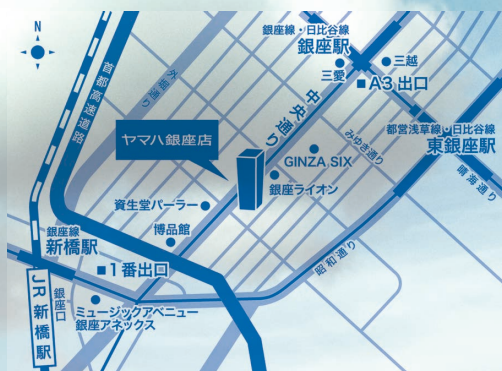 N
銀座線・日比谷線
銀座駅
三越
三愛
■A3 出口
首都高速道路
外堀通り
中央通り
都営浅草線・日比谷線
東銀座駅
みゆき通り
晴海通り
ヤマハ銀座店
GINZA SIX
銀座ライオン
資生堂パーラー
博品館
昭和通り
銀座線
新橋駅
■1番出口
JR 新橋駅
銀座口
ミュージックアベニュー
銀座アネックス